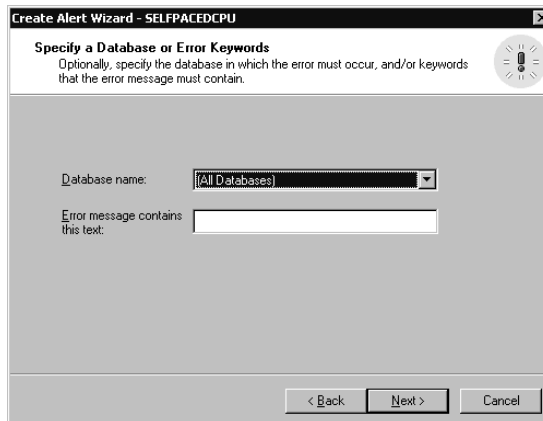 Create Alert Wizard - SELFPACEDCPU
Specify a Database or Error Keywords
Optionally, specify the database in which the error must occur, and/or keywords
that the error message must contain.
Database name:
(All Databases)
Error message contains
this text:
< Back
Next >
Cancel